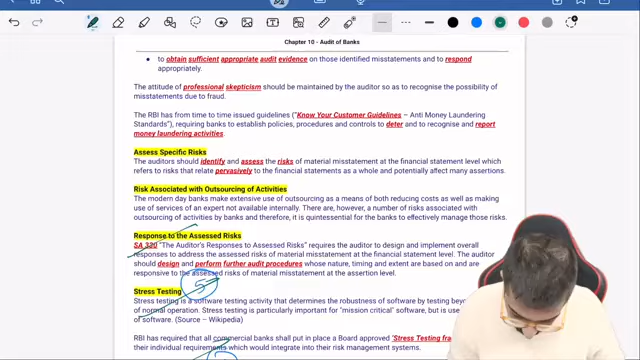 Chapter 10 - Audit of Banks
• to obtain sufficient appropriate audit evidence on those identified misstatements and to respond
appropriately.
The attitude of professional skepticism should be maintained by the auditor so as to recognise the possibility of
misstatements due to fraud.
The RBI has from time to time issued guidelines ("Know Your Customer Guidelines – Anti Money Laundering
Standards"), requiring banks to establish policies, procedures and controls to deter and to recognise and report
money laundering activities.
Assess Specific Risks
The auditors should identify and assess the risks of material misstatement at the financial statement level which
refers to risks that relate pervasively to the financial statements as a whole and potentially affect many assertions.
Risk Associated with Outsourcing of Activities
The modern day banks make extensive use of outsourcing as a means of both reducing costs as well as making
use of services of an expert not available internally. There are, however, a number of risks associated with
outsourcing of activities by banks and therefore, it is quintessential for the banks to effectively manage those risks.
Response to the Assessed Risks
SA 320 "The Auditor's Responses to Assessed Risks" requires the auditor to design and implement overall
responses to address the assessed risks of material misstatement at the financial statement level. The auditor
should design and perform further audit procedures whose nature, timing and extent are based on and are
responsive to the assessed risks of material misstatement at the assertion level.
5
Stress Testing
Stress testing is a software testing activity that determines the robustness of software by testing beyon
of normal operation. Stress testing is particularly important for "mission critical" software, but is use
of software. (Source – Wikipedia)
RBI has required that all commercial banks shall put in place a Board approved 'Stress Testing fra
their individual requirements which would integrate into their risk management systems.